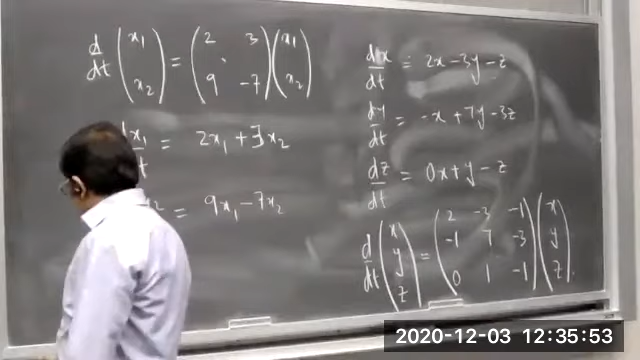 d/dt (x₁ x₂) = (2 3 9 -7) (x₁ x₂)
dx₁/dt = 2x₁ + 3x₂
x₂ = 9x₁ - 7x₂
dx/dt = 2x - 3y - z
dy/dt = -x + 7y - 3z
dz/dt = 0x + y - z
d/dt (x y z) = (2 -3 -1 -1 7 -3 0 1 -1) (x y z)
2020-12-03 12:35:53